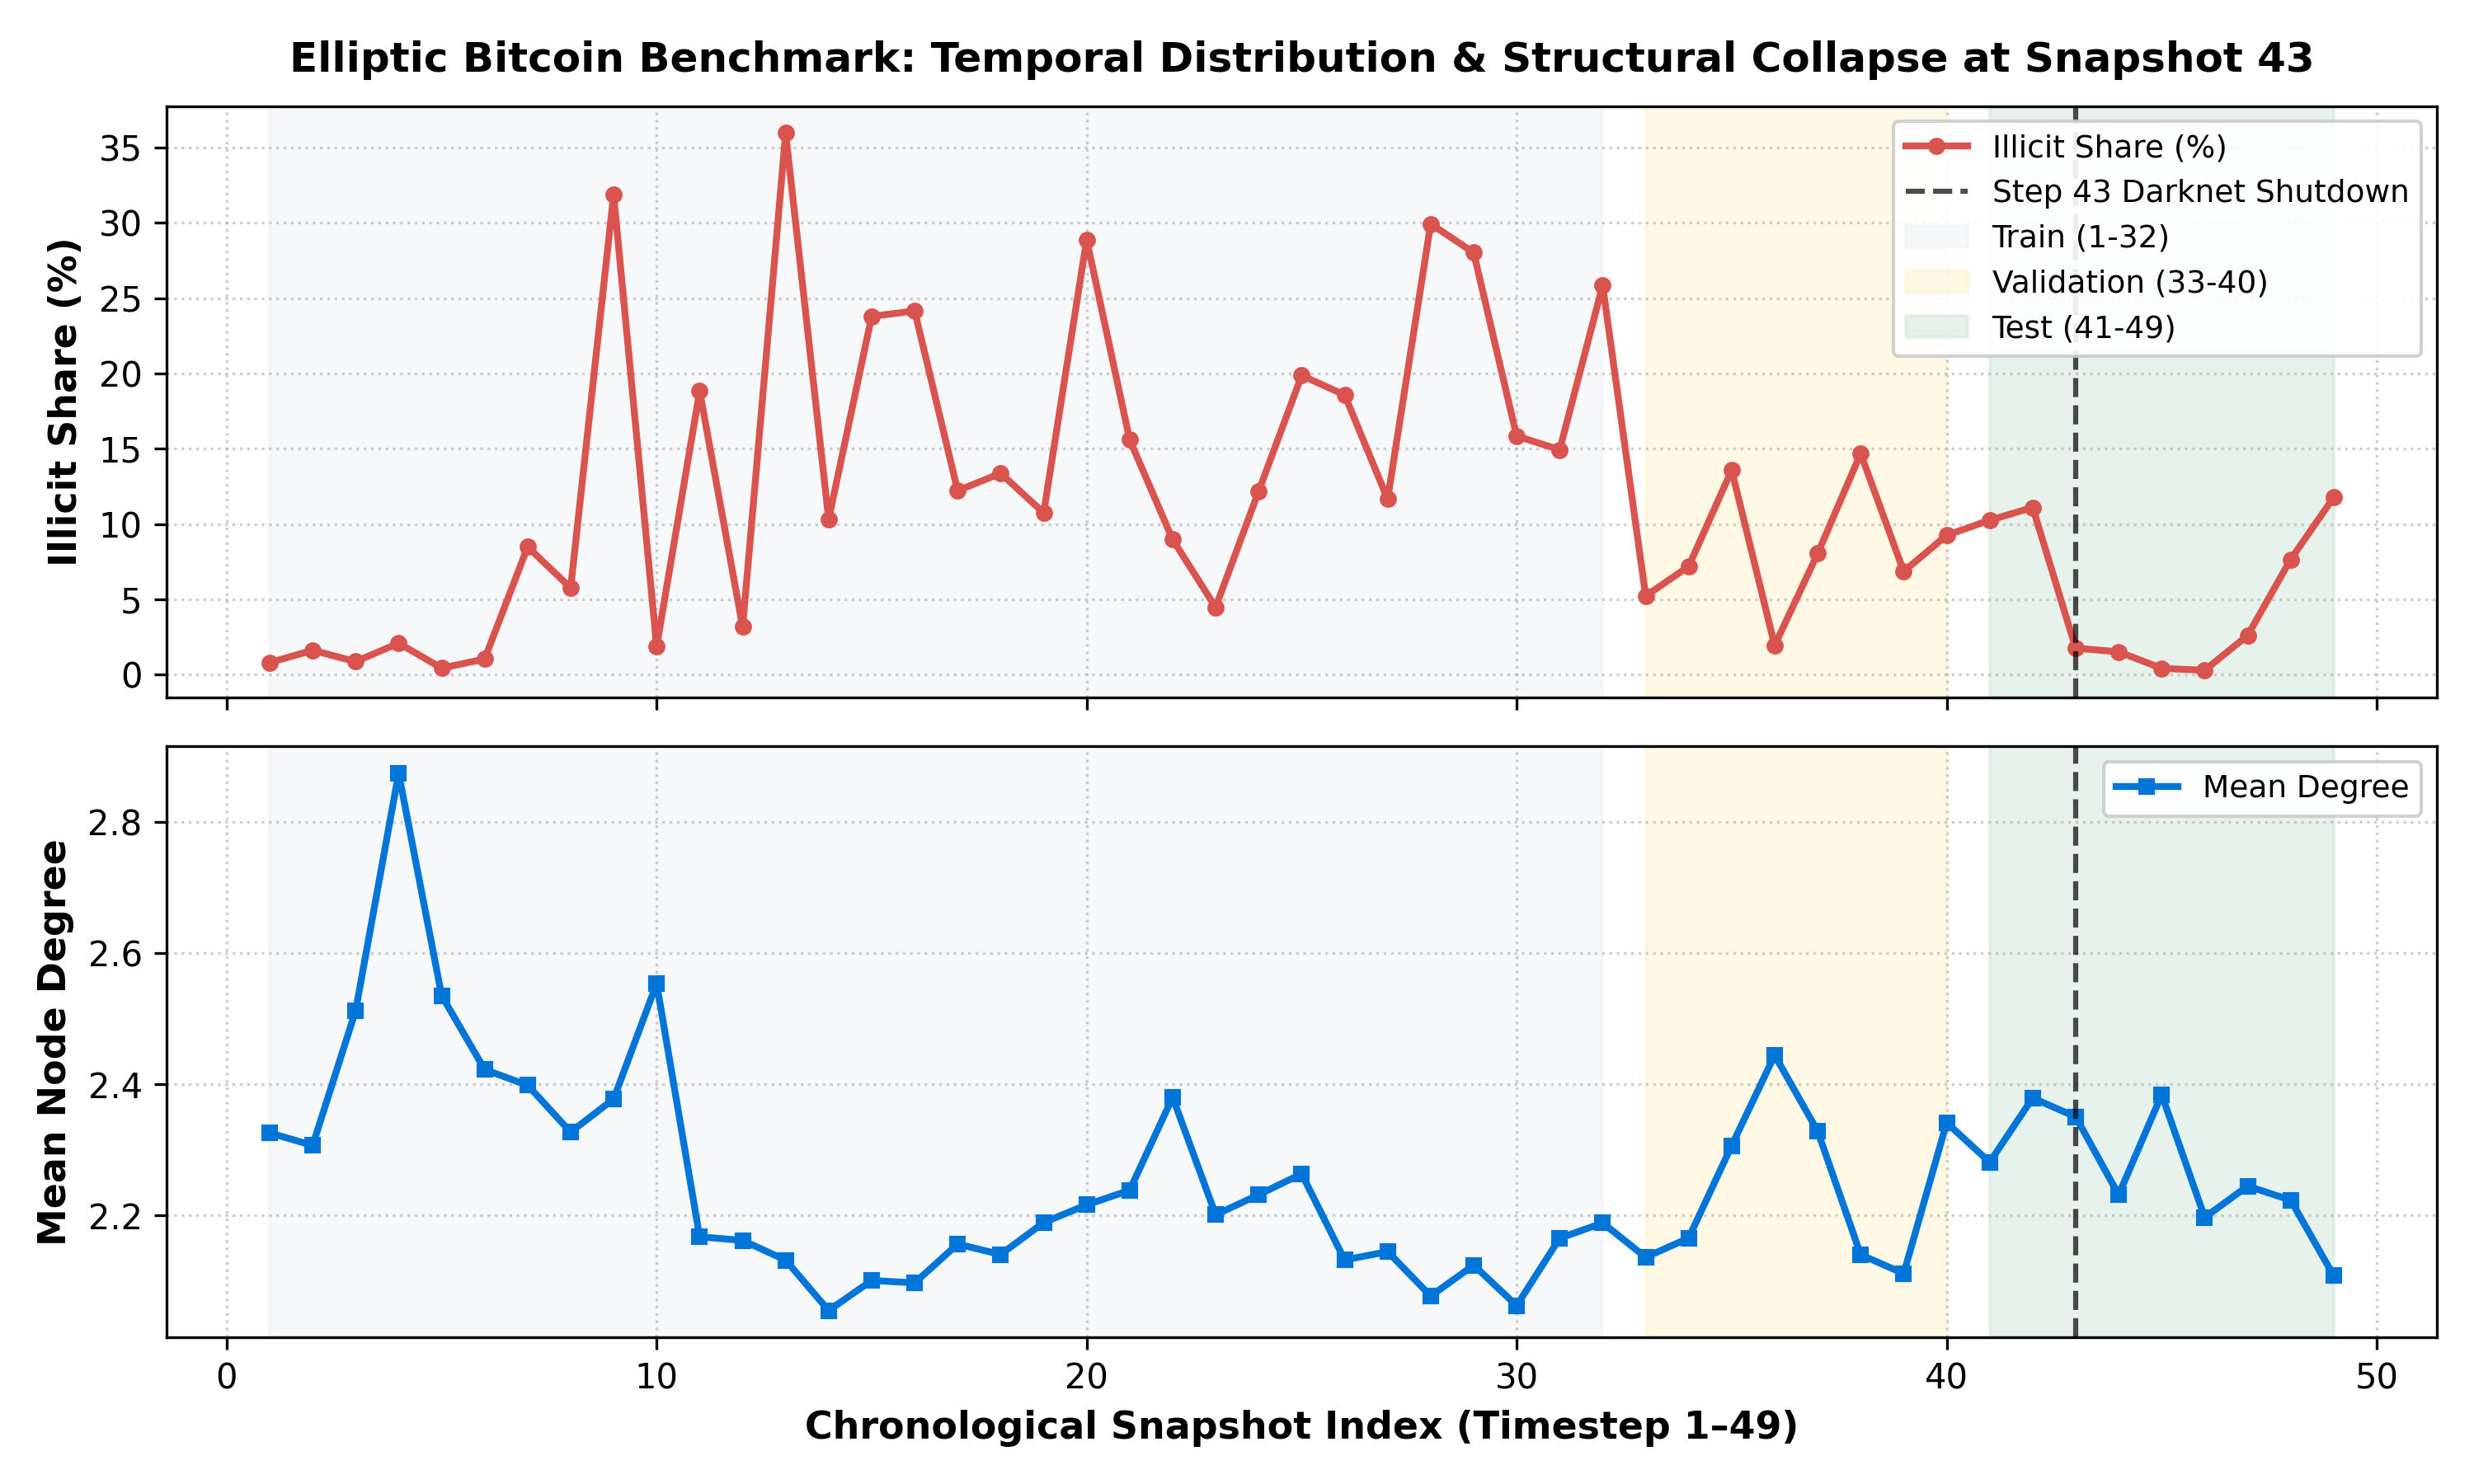 Elliptic Bitcoin Benchmark: Temporal Distribution & Structural Collapse at Snapshot 43
Illicit Share (%)
35
30
25
20
15
10
5
0
Illicit Share (%)
Step 43 Darknet Shutdown
Train (1-32)
Validation (33-40)
Test (41-49)
Mean Node Degree
2.8
2.6
2.4
2.2
Mean Degree
0 10 20 30 40 50
Chronological Snapshot Index (Timestep 1–49)